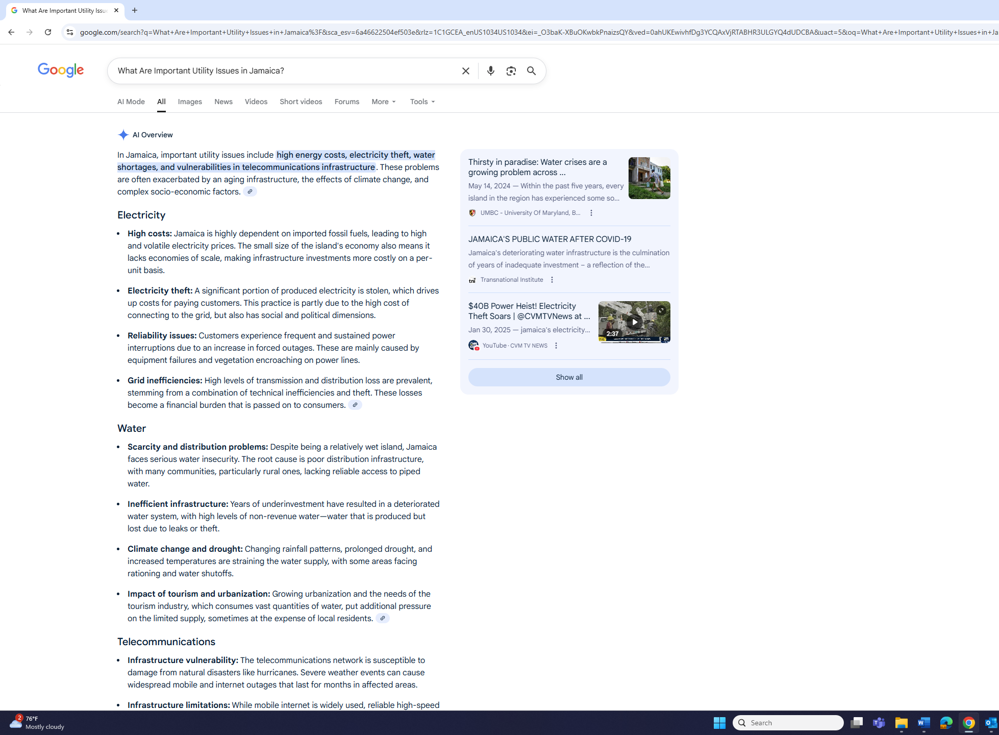 What Are Important Utility Issu
google.com/search?q=What+Are+Important+Utility+Issues+in+Jamaica%3F&sca_esv=6a46622504ef503e&rlz=1C1GCEA_enUS1034US1034&ei=_O3baK-XBuOKwbkPnaizsQY&ved=0ahUKEwivhfDg3YCQAxVjRTABHR3ULGYQ4dUDCBA&uact=5&oq=What+Are+Important+Utility+Issues+in+Ja
Google
What Are Important Utility Issues in Jamaica?
AI Mode All Images News Videos Short videos Forums More Tools
AI Overview
In Jamaica, important utility issues include high energy costs, electricity theft, water
shortages, and vulnerabilities in telecommunications infrastructure. These problems
are often exacerbated by an aging infrastructure, the effects of climate change, and
complex socio-economic factors.
Electricity
• High costs: Jamaica is highly dependent on imported fossil fuels, leading to high
and volatile electricity prices. The small size of the island's economy also means it
lacks economies of scale, making infrastructure investments more costly on a per-
unit basis.
• Electricity theft: A significant portion of produced electricity is stolen, which drives
up costs for paying customers. This practice is partly due to the high cost of
connecting to the grid, but also has social and political dimensions.
• Reliability issues: Customers experience frequent and sustained power
interruptions due to an increase in forced outages. These are mainly caused by
equipment failures and vegetation encroaching on power lines.
• Grid inefficiencies: High levels of transmission and distribution loss are prevalent,
stemming from a combination of technical inefficiencies and theft. These losses
become a financial burden that is passed on to consumers.
Water
• Scarcity and distribution problems: Despite being a relatively wet island, Jamaica
faces serious water insecurity. The root cause is poor distribution infrastructure,
with many communities, particularly rural ones, lacking reliable access to piped
water.
• Inefficient infrastructure: Years of underinvestment have resulted in a deteriorated
water system, with high levels of non-revenue water—water that is produced but
lost due to leaks or theft.
• Climate change and drought: Changing rainfall patterns, prolonged drought, and
increased temperatures are straining the water supply, with some areas facing
rationing and water shutoffs.
• Impact of tourism and urbanization: Growing urbanization and the needs of the
tourism industry, which consumes vast quantities of water, put additional pressure
on the limited supply, sometimes at the expense of local residents.
Telecommunications
• Infrastructure vulnerability: The telecommunications network is susceptible to
damage from natural disasters like hurricanes. Severe weather events can cause
widespread mobile and internet outages that last for months in affected areas.
• Infrastructure limitations: While mobile internet is widely used, reliable high-speed
Thirsty in paradise: Water crises are a
growing problem across ...
May 14, 2024 — Within the past five years, every
island in the region has experienced some so...
UMBC - University Of Maryland, B...
JAMAICA'S PUBLIC WATER AFTER COVID-19
Jamaica's deteriorating water infrastructure is the culmination
of years of inadequate investment – a reflection of the...
tni Transnational Institute
$40B Power Heist! Electricity
Theft Soars | @CVMTVNews at ...
Jan 30, 2025 — jamaica's electricity...
YouTube · CVM TV NEWS
2:37
Show all
2
76°F
Mostly cloudy
Search